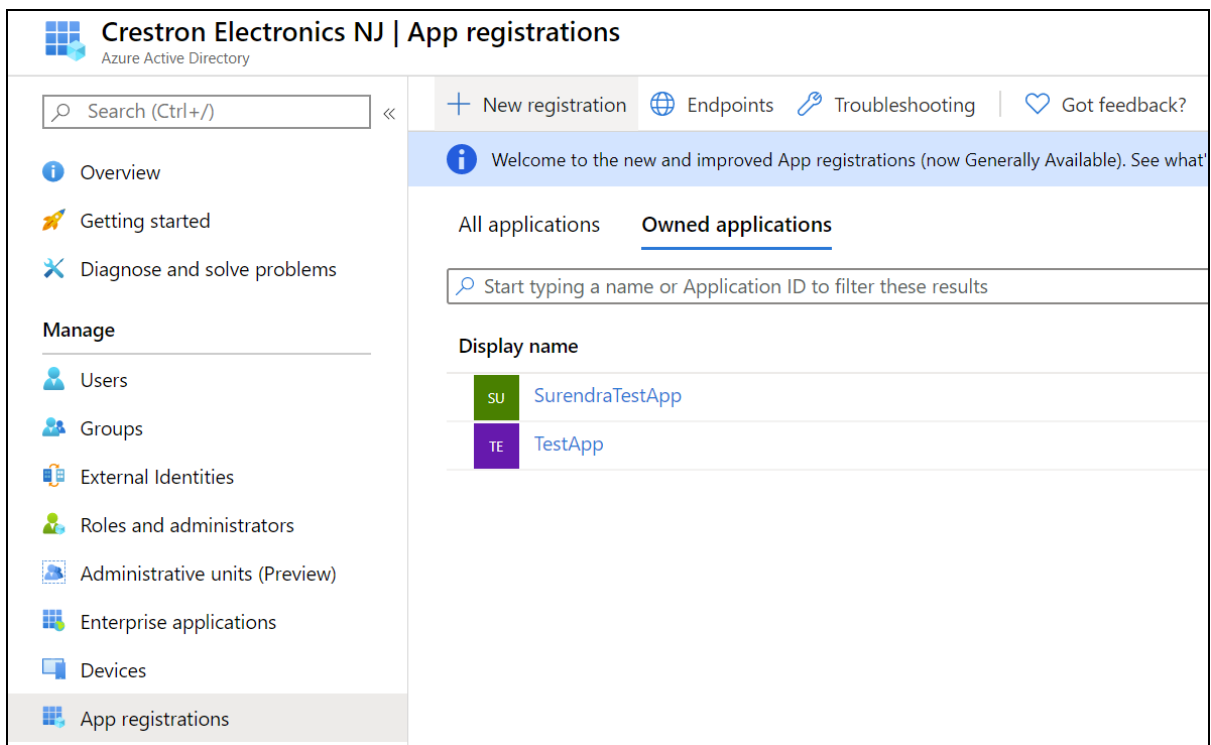 Crestron Electronics NJ | App registrations
Azure Active Directory
Search (Ctrl+/)
«
Overview
Getting started
Diagnose and solve problems
Manage
Users
Groups
External Identities
Roles and administrators
Administrative units (Preview)
Enterprise applications
Devices
App registrations
New registration
Endpoints
Troubleshooting
Got feedback?
Welcome to the new and improved App registrations (now Generally Available). See what'
All applications
Owned applications
Start typing a name or Application ID to filter these results
Display name
SU SurendraTestApp
TE TestApp